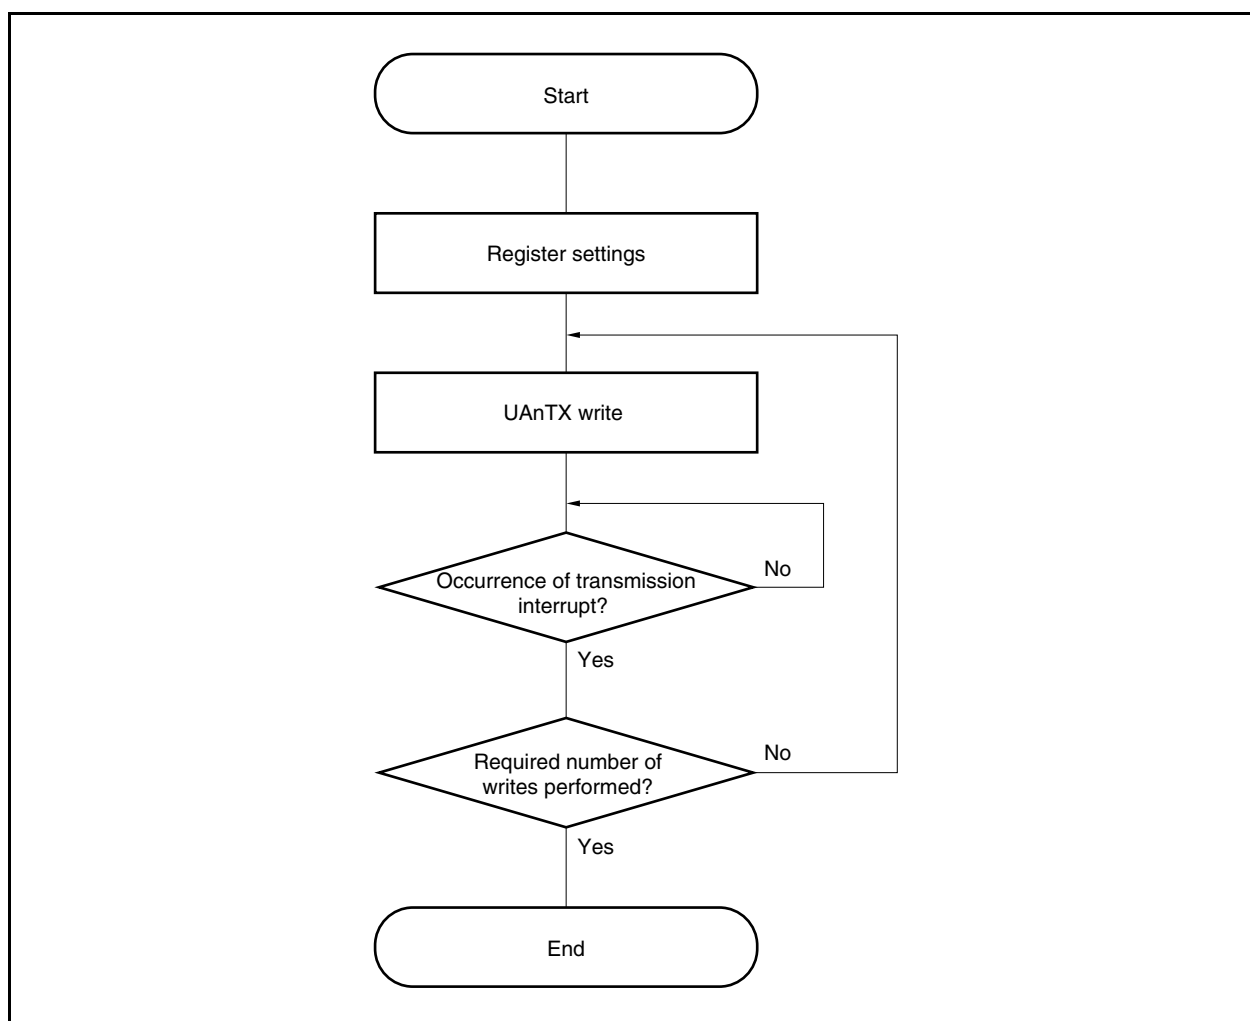 Start
Register settings
UAnTX write
Occurrence of transmission
interrupt?
No
Yes
Required number of
writes performed?
No
Yes
End